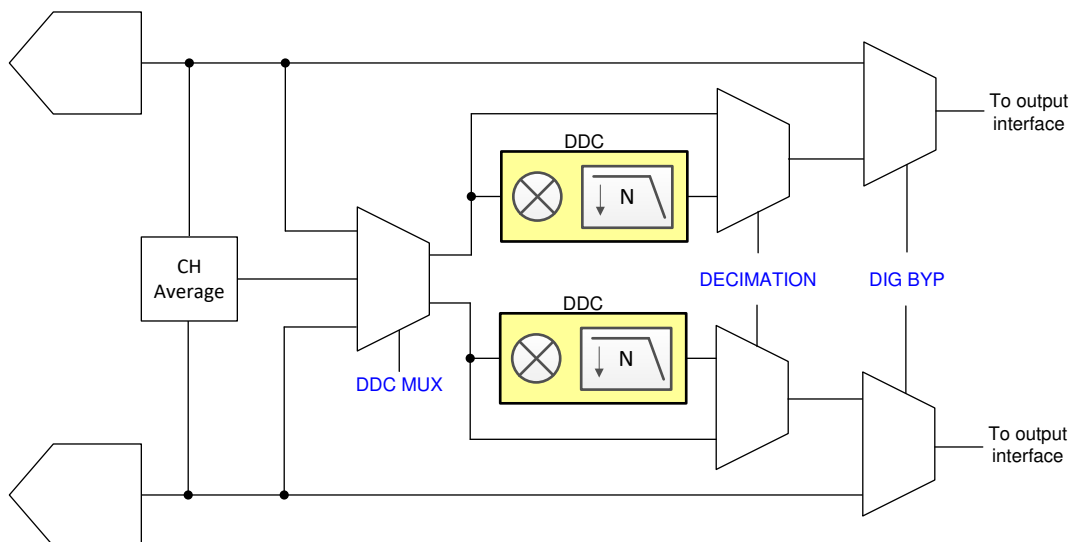 To output
interface
DDC
N
CH
Average
DECIMATION
DIG BYP
DDC
N
DDC MUX
To output
interface